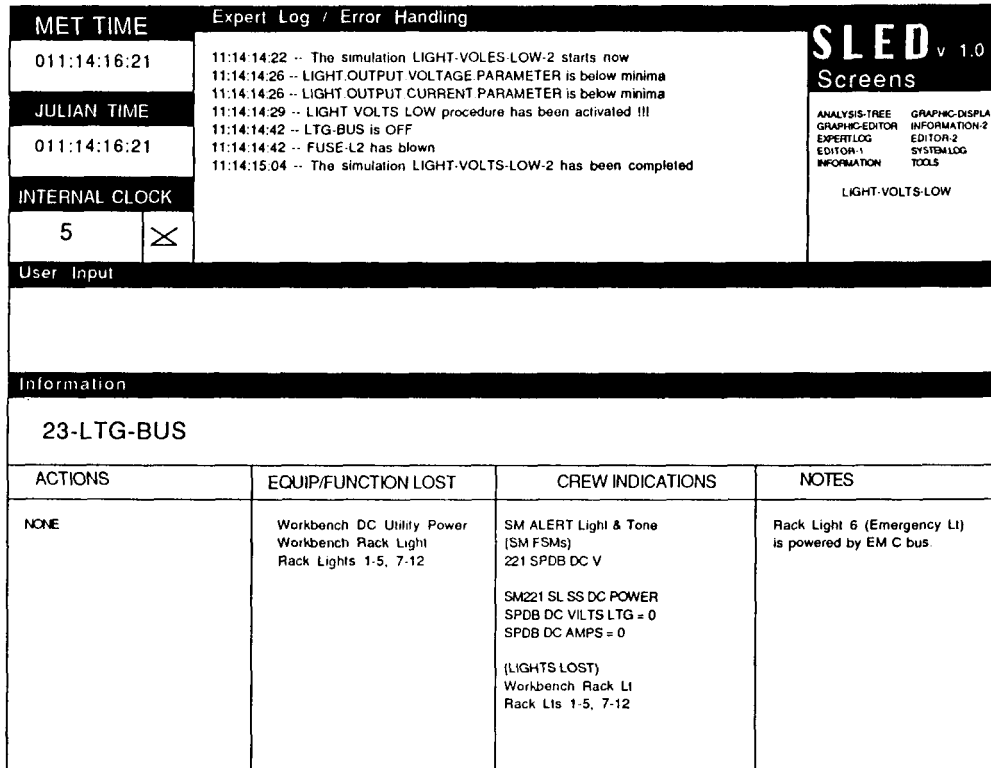 MET TIME
011:14:16:21
JULIAN TIME
011:14:16:21
INTERNAL CLOCK
5
Expert Log / Error Handling
11:14:14:22 -- The simulation LIGHT-VOLES-LOW-2 starts now
11:14:14:26 -- LIGHT.OUTPUT.VOLTAGE.PARAMETER is below minima
11:14:14:26 -- LIGHT.OUTPUT.CURRENT.PARAMETER is below minima
11:14:14:29 -- LIGHT VOLTS LOW procedure has been activated !!!
11:14:14:42 -- LTG-BUS is OFF
11:14:14:42 -- FUSE-L2 has blown
11:14:15:04 -- The simulation LIGHT-VOLTS-LOW-2 has been completed
SLED v 1.0
Screens
ANALYSIS-TREE GRAPHIC-DISPLA
GRAPHIC-EDITOR INFORMATION-2
EXPERTLOG EDITOR-2
EDITOR-1 SYSTEMLOG
INFORMATION TOOLS
LIGHT-VOLTS-LOW
User Input
Information
23-LTG-BUS
ACTIONS
NONE
EQUIP/FUNCTION LOST
Workbench DC Utility Power
Workbench Rack Light
Rack Lights 1-5, 7-12
CREW INDICATIONS
SM ALERT Light & Tone
(SM FSMs)
221 SPDB DC V
SM221 SL SS DC POWER
SPDB DC VILTS LTG = 0
SPDB DC AMPS = 0
(LIGHTS LOST)
Workbench Rack Lt
Rack Lts 1-5, 7-12
NOTES
Rack Light 6 (Emergency Lt)
is powered by EM C bus.